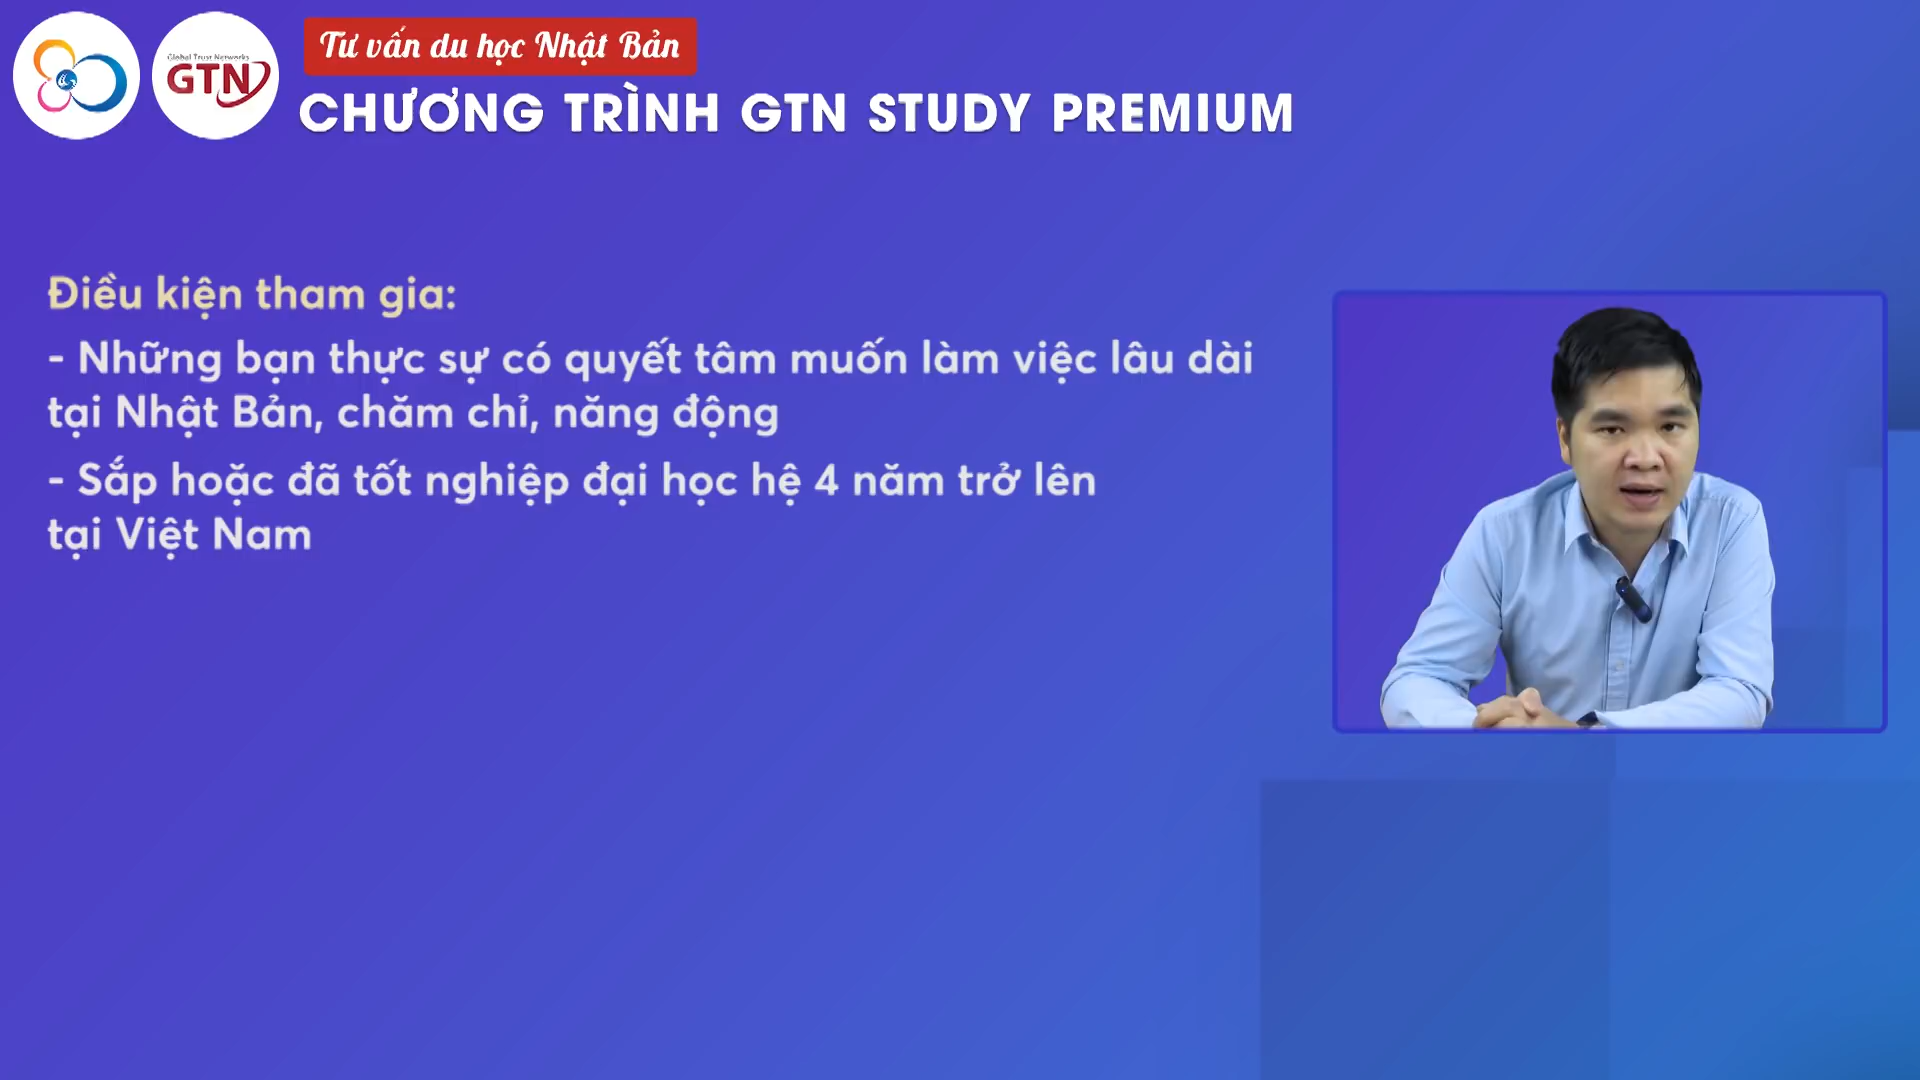 Global Trust Networks
GTN
Tư vấn du học Nhật Bản
CHƯƠNG TRÌNH GTN STUDY PREMIUM
Điều kiện tham gia:
- Những bạn thực sự có quyết tâm muốn làm việc lâu dài
tại Nhật Bản, chăm chỉ, năng động
- Sắp hoặc đã tốt nghiệp đại học hệ 4 năm trở lên
tại Việt Nam